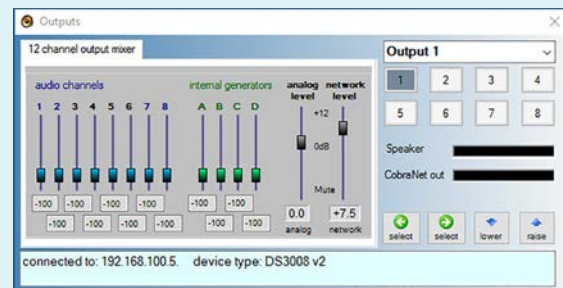 Outputs
12 channel output mixer
audio channels
internal generators
analog level
network level
1 2 3 4 5 6 7 8
A B C D
+12
0dB
Mute
-100 -100 -100 -100
-100 -100 -100 -100
-100 -100
-100 -100
0.0
+7.5
analog
network
Output 1
1 2 3 4
5 6 7 8
Speaker
CobraNet out
select
select
lower
raise
connected to: 192.168.100.5. device type: DS3008 v2